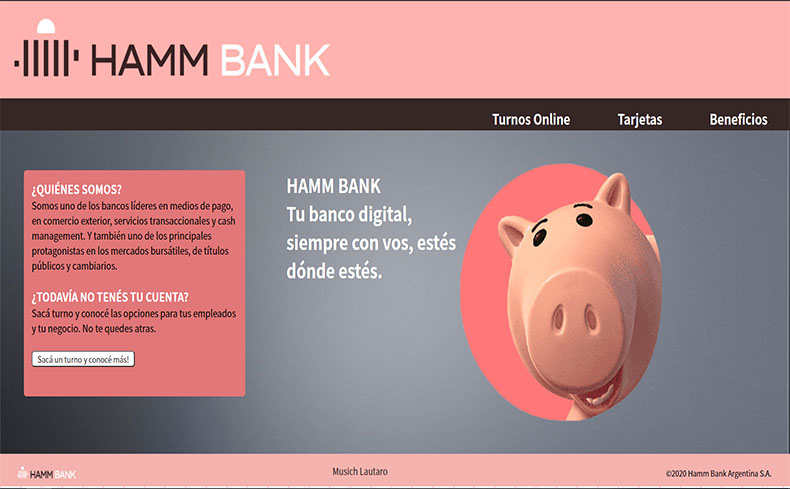 HAMM BANK
Turnos Online Tarjetas Beneficios
¿QUIÉNES SOMOS?
Somos uno de los bancos líderes en medios de pago,
en comercio exterior, servicios transaccionales y cash
management. Y también uno de los principales
protagonistas en los mercados bursátiles, de títulos
públicos y cambiarios.
¿TODAVÍA NO TENÉS TU CUENTA?
Sacá turno y conocé las opciones para tus empleados
y tu negocio. No te quedes atras.
Sacá un turno y conocé más!
HAMM BANK
Tu banco digital,
siempre con vos, estés
dónde estés.
HAMM BANK
Musich Lautaro
©2020 Hamm Bank Argentina S.A.